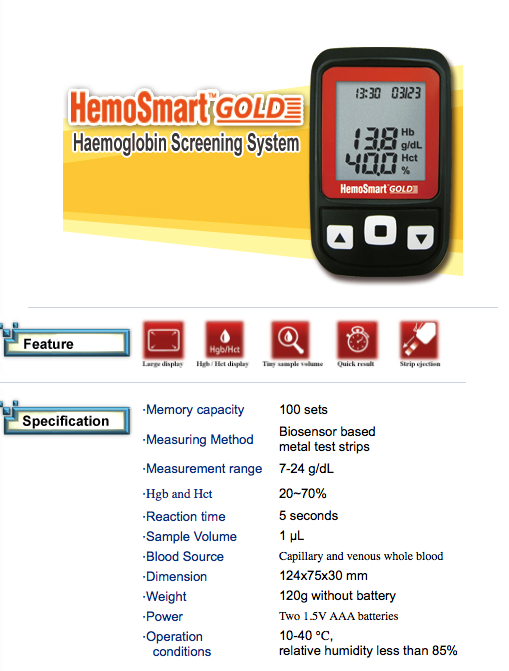 HemoSmart™ GOLD
Haemoglobin Screening System
13:30 03/23
13.8 Hb g/dL
40.0 Hct %
HemoSmart GOLD
Feature
Hgb/Hct
Large display Hgb / Hct display Tiny sample volume Quick result Strip ejection
Specification
·Memory capacity 100 sets
·Measuring Method Biosensor based
metal test strips
·Measurement range 7-24 g/dL
·Hgb and Hct 20~70%
·Reaction time 5 seconds
·Sample Volume 1 µL
·Blood Source Capillary and venous whole blood
·Dimension 124x75x30 mm
·Weight 120g without battery
·Power Two 1.5V AAA batteries
·Operation 10-40 °C,
conditions relative humidity less than 85%